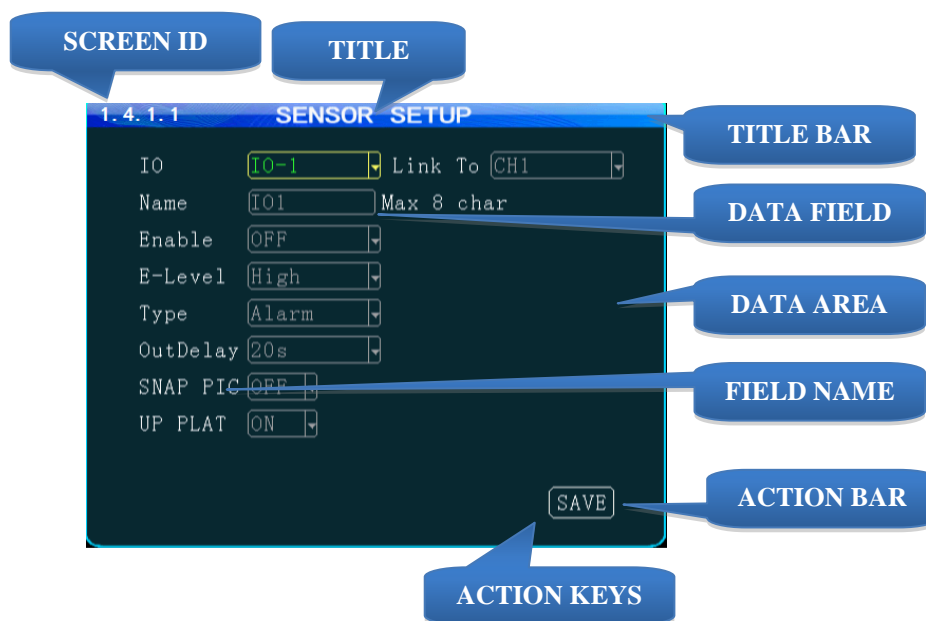 SCREEN ID
TITLE
1.4.1.1 SENSOR SETUP
TITLE BAR
IO IO-1 Link To CH1
Name IO1 Max 8 char
DATA FIELD
Enable OFF
E-Level High
DATA AREA
Type Alarm
OutDelay 20s
SNAP PIC OFF
FIELD NAME
UP PLAT ON
SAVE
ACTION BAR
ACTION KEYS